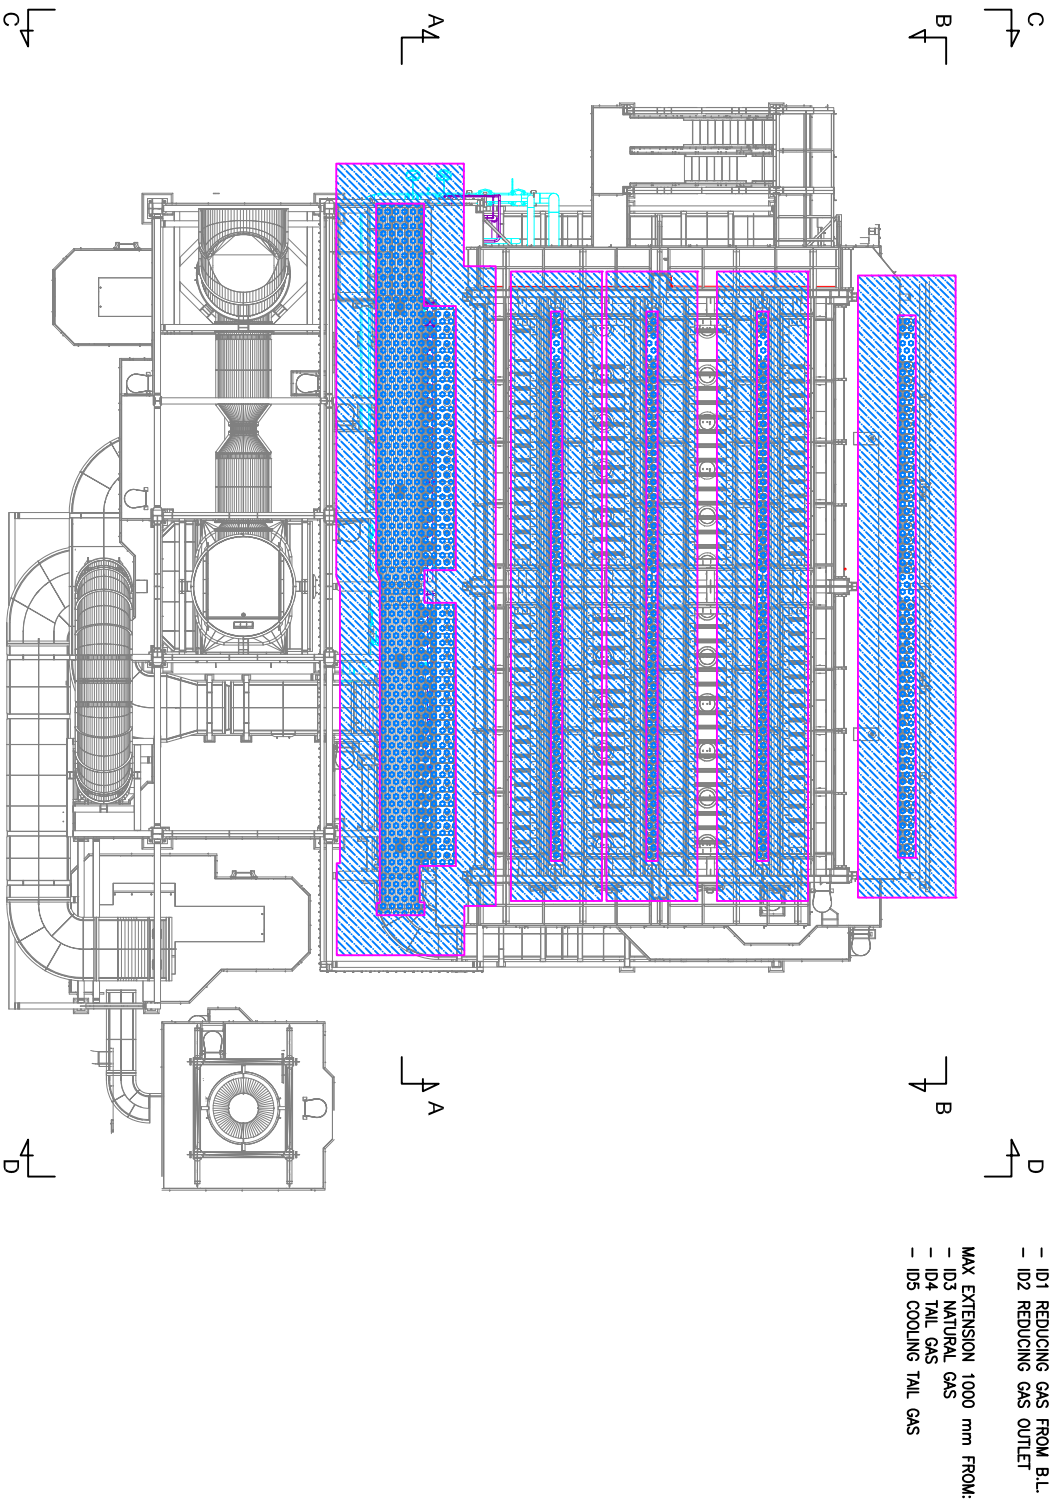 C
A
B
C
A
B
D
D
- ID1 REDUCING GAS FROM B.L.
- ID2 REDUCING GAS OUTLET
MAX EXTENSION 1000 mm FROM:
- ID3 NATURAL GAS
- ID4 TAIL GAS
- ID5 COOLING TAIL GAS